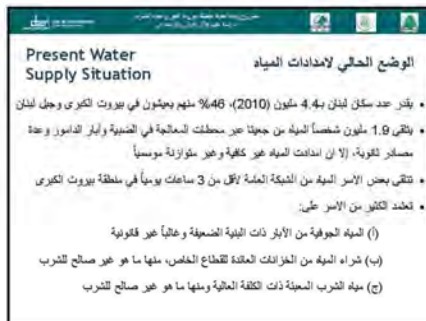 Present Water
Supply Situation
الوضع الحالي لامدادات المياه
• يقدر عدد سكان لبنان بـ4.4 مليون (2010)، 46% منهم يعيشون في بيروت الكبرى وجبل لبنان
• يتلقى 1.9 مليون شخصاً المياه من جعيتا عبر محطات المعالجة في الضبية وآبار الدامور وعدة
مصادر ثانوية، إلا ان امدادت المياه غير كافية وغير متوازنة موسمياً
• تتلقى بعض الاسر المياه من الشبكة العامة لأقل من 3 ساعات يومياً في منطقة بيروت الكبرى
• تعتمد الكثير من الاسر على:
(أ) المياه الجوفية من الآبار ذات البنية الضعيفة وغالباً غير قانونية
(ب) شراء المياه من الخزانات العائدة للقطاع الخاص، منها ما هو غير صالح للشرب
(ج) مياه الشرب المعبئة ذات الكلفة العالية ومنها ما هو غير صالح للشرب